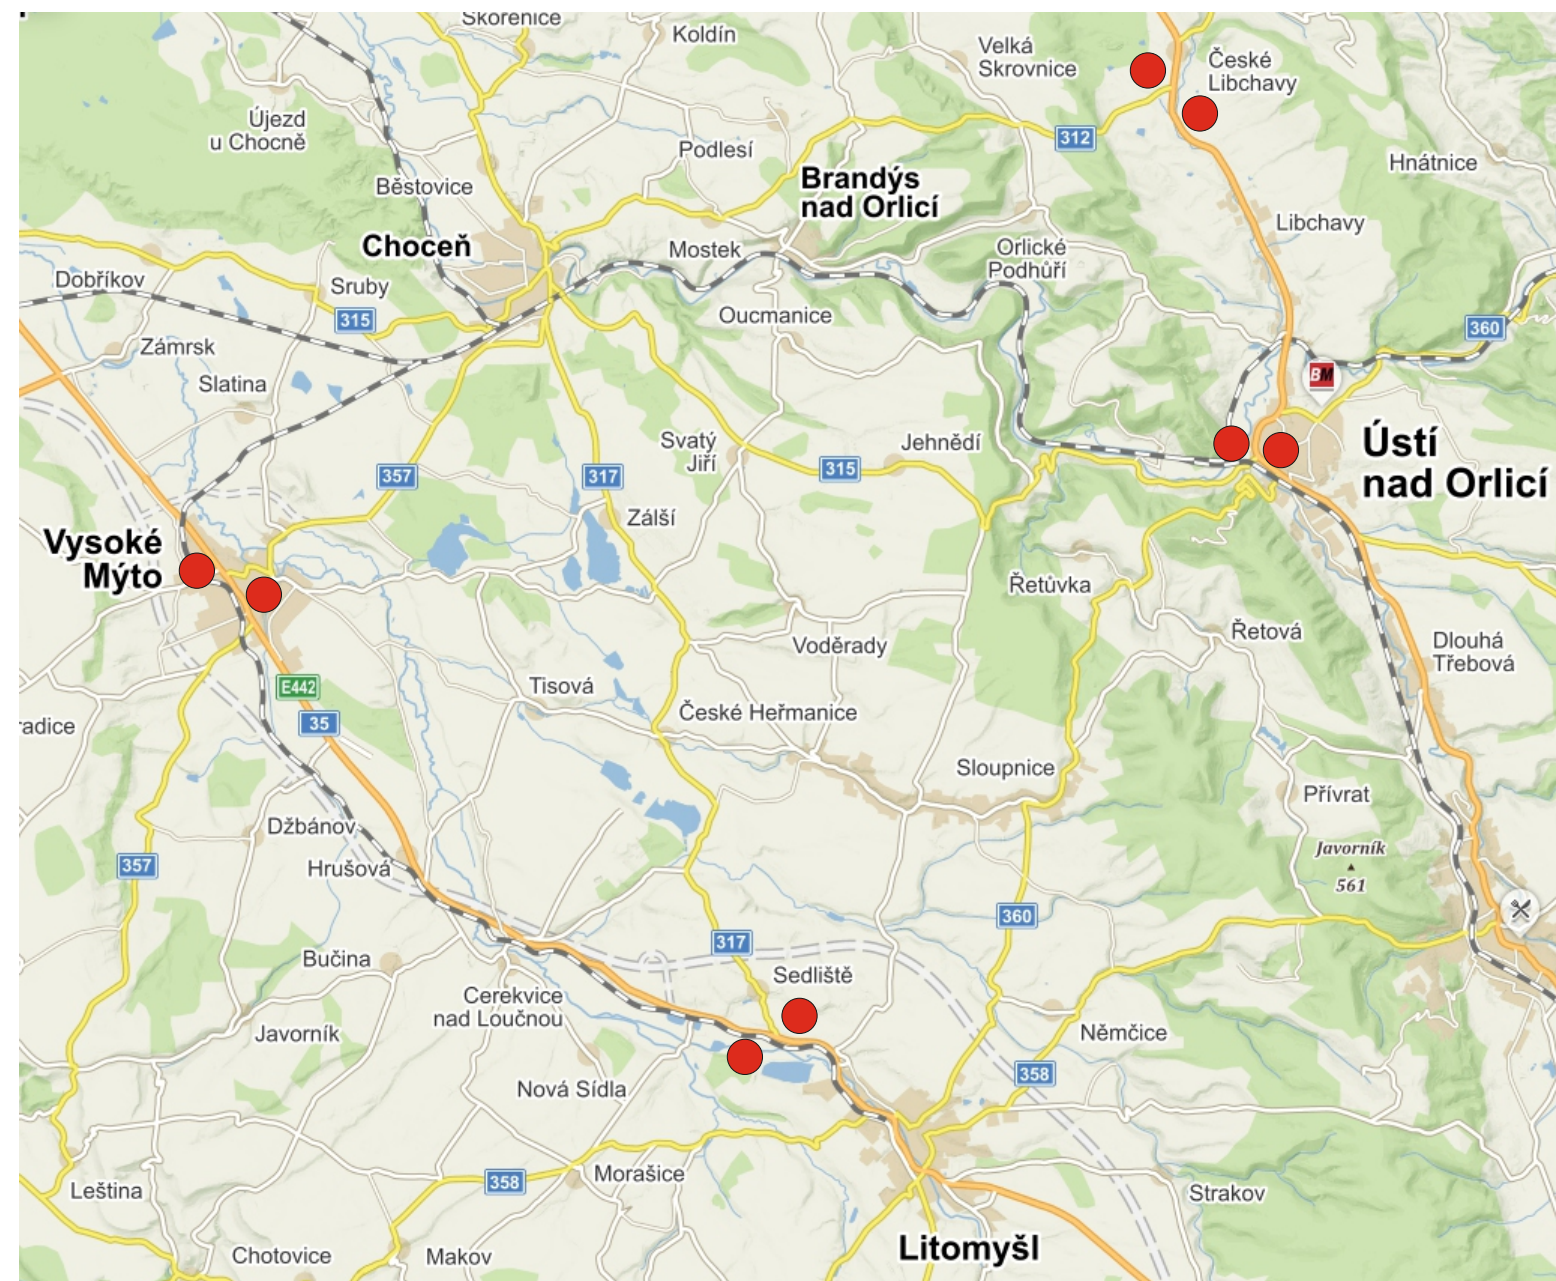 Skořenice
Koldín
Velká
Skrovnice
České
Libchavy
Újezd
u Chocně
312
Podlesí
Hnátnice
Běstovice
Brandýs
nad Orlicí
Libchavy
Choceň
Mostek
Orlické
Podhůří
Dobříkov
Sruby
315
Oucmanice
360
Zámrsk
Slatina
BM
Svatý
Jiří
Jehnědí
Ústí
nad Orlicí
357
317
315
Zálší
Vysoké
Mýto
Řetůvka
Řetová
Voděrady
Dlouhá
Třebová
E442
Tisová
35
České Heřmanice
radice
Sloupnice
Přívrat
Džbánov
Javorník
561
357
Hrušová
360
317
Bučina
Sedliště
Cerekvice
nad Loučnou
Javorník
Němčice
358
Nová Sídla
358
Morašice
Leština
Strakov
Litomyšl
Chotovice
Makov